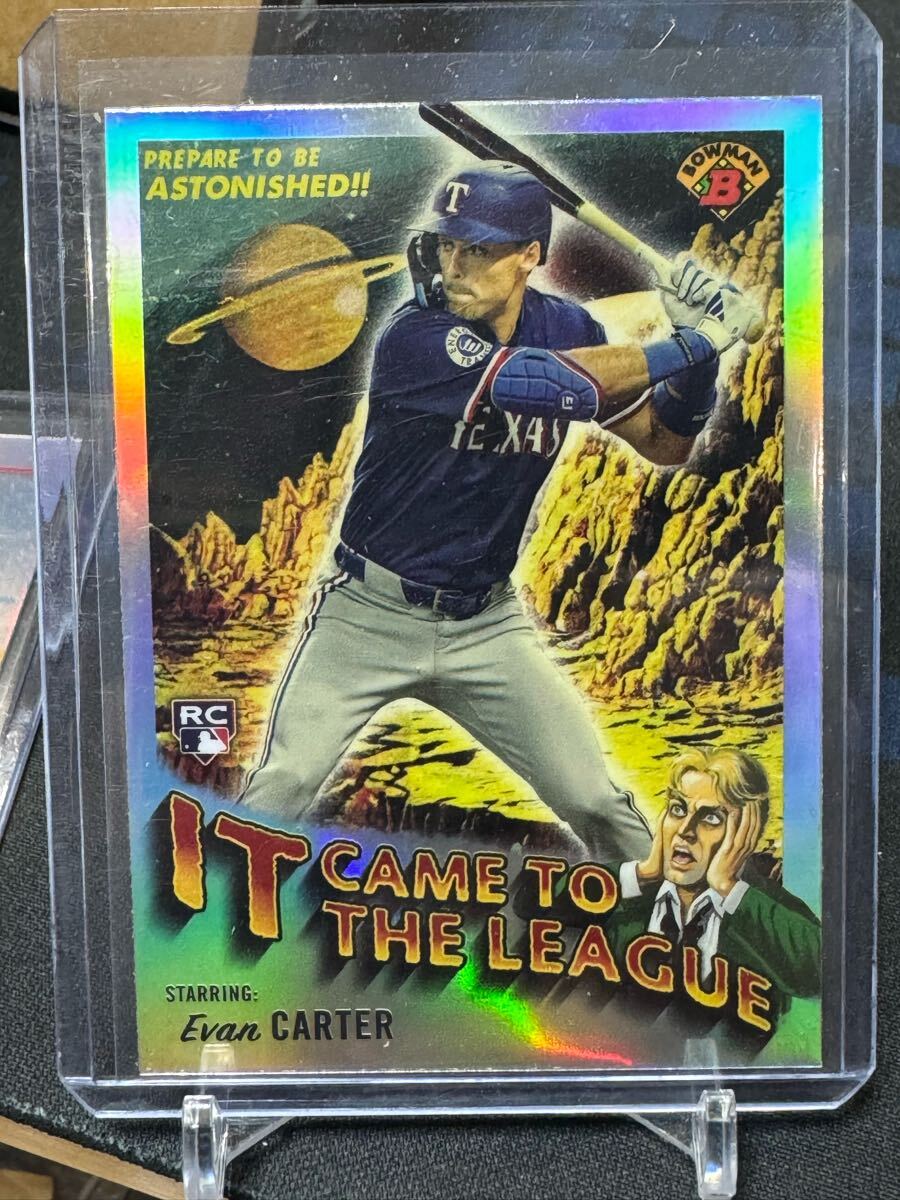 PREPARE TO BE
ASTONISHED!!
BOWMAN
B
T
TEXAS
RC
IT CAME TO
THE LEAGUE
STARRING:
Evan CARTER